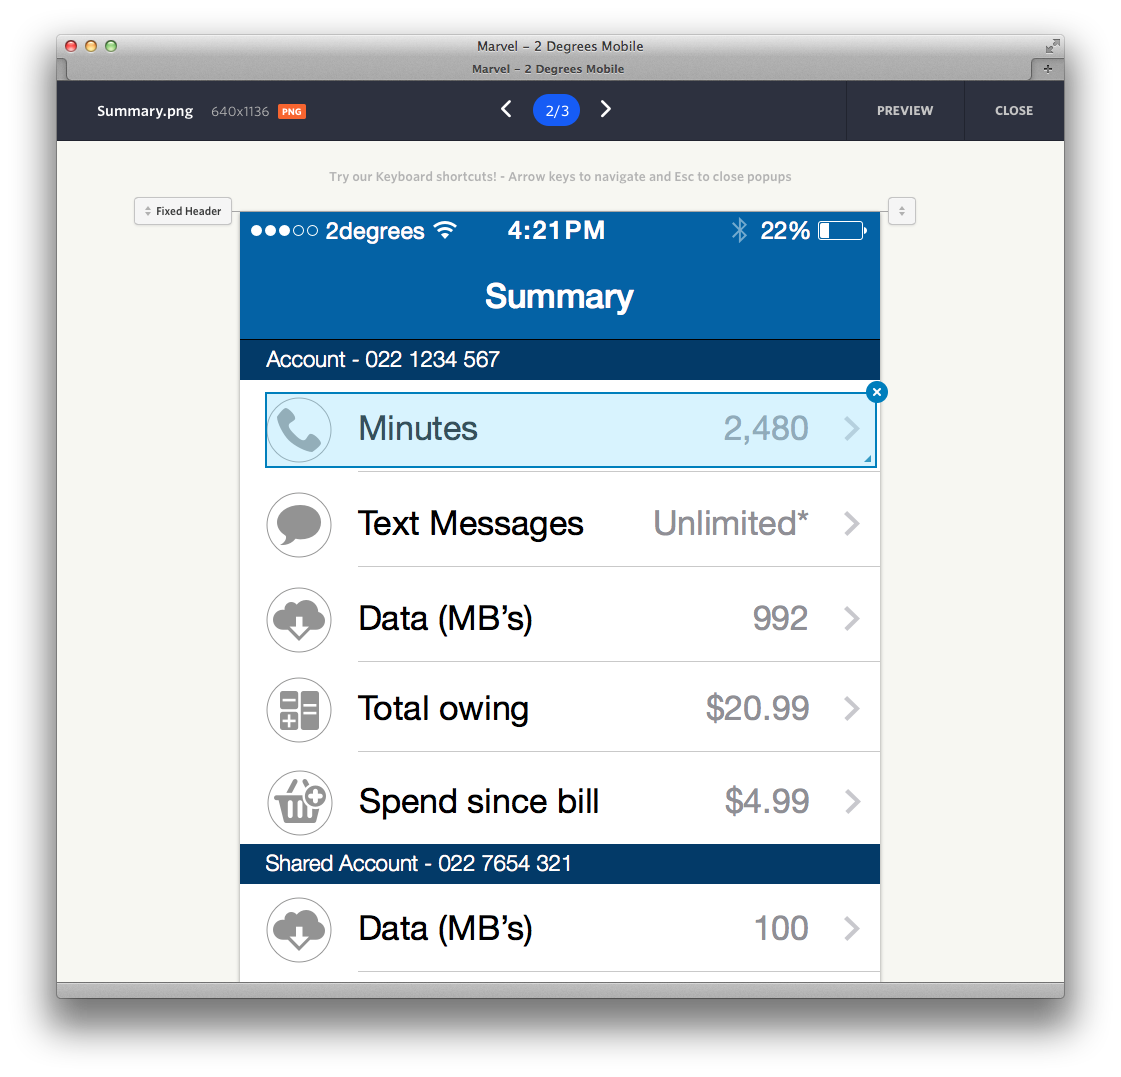 Marvel – 2 Degrees Mobile
Marvel – 2 Degrees Mobile
Summary.png 640x1136 PNG 2/3 PREVIEW CLOSE
Try our Keyboard shortcuts! - Arrow keys to navigate and Esc to close popups
Fixed Header
2degrees 4:21PM 22%
Summary
Account - 022 1234 567
Minutes 2,480
Text Messages Unlimited*
Data (MB’s) 992
Total owing $20.99
Spend since bill $4.99
Shared Account - 022 7654 321
Data (MB’s) 100